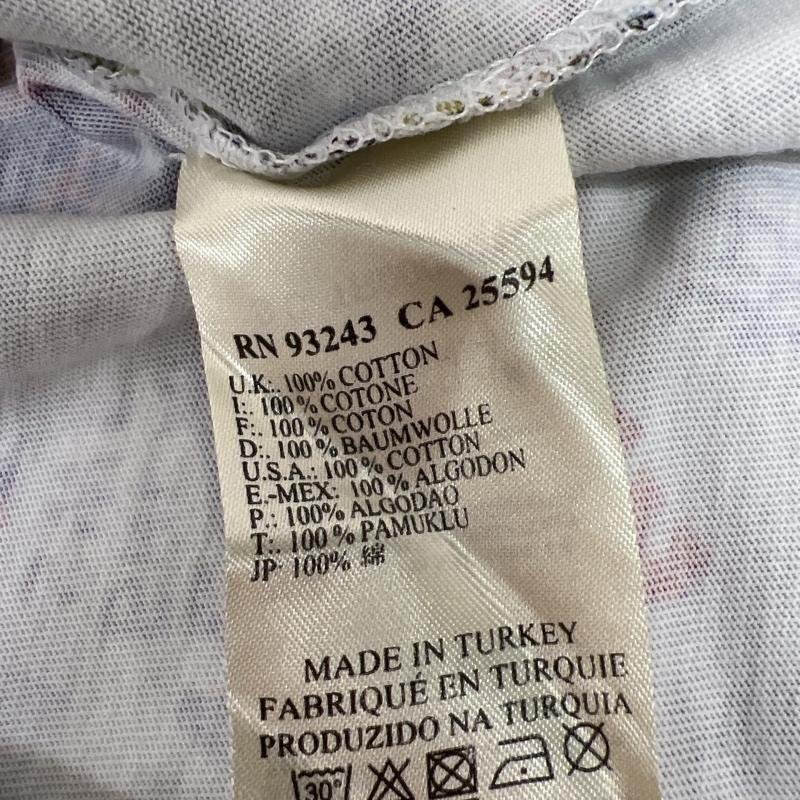 RN 93243 CA 25594
U.K:. 100% COTTON
I:. 100% COTONE
F:. 100% COTON
D:. 100% BAUMWOLLE
U.S.A.: 100% COTTON
E.-MEX: 100% ALGODON
P.: 100% ALGODAO
T:. 100% PAMUKLU
JP: 100% 綿
MADE IN TURKEY
FABRIQUÉ EN TURQUIE
PRODUZIDO NA TURQUIA
30°